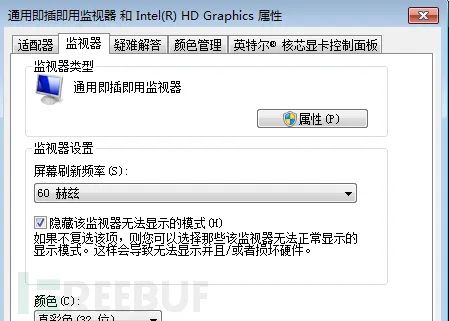 通用即插即用监视器 和 Intel(R) HD Graphics 属性
适配器 监视器 疑难解答 颜色管理 英特尔® 核芯显卡控制面板
监视器类型
通用即插即用监视器
属性(P)
监视器设置
屏幕刷新频率(S):
60 赫兹
隐藏该监视器无法显示的模式(H)
如果不复选该项，则您可以选择那些该监视器无法正常显示的
显示模式。这样会导致无法显示并且/或者损坏硬件。
颜色(C):
真彩色(32 位)
REEBUF